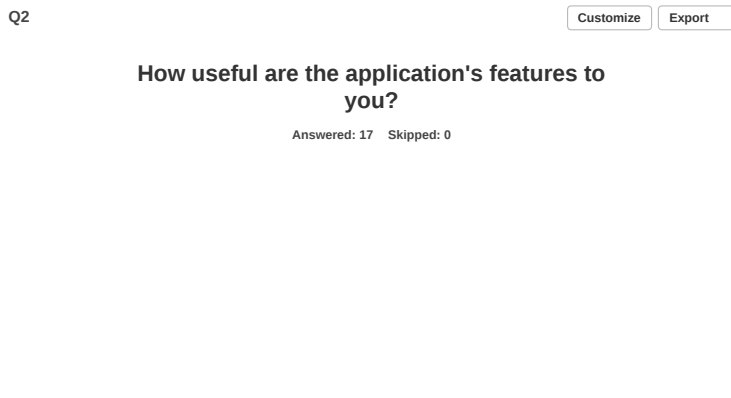 Q2
Customize
Export
How useful are the application's features to
you?
Answered: 17 Skipped: 0